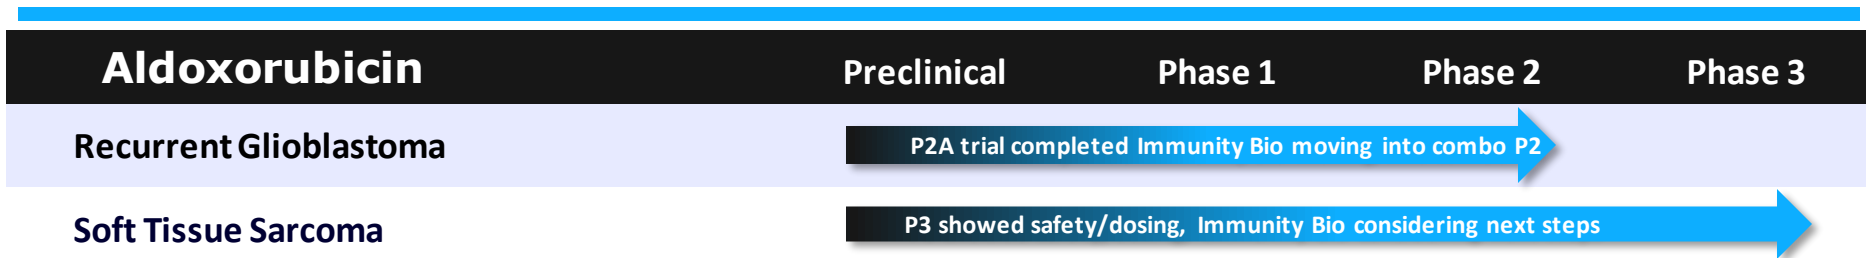 Aldoxorubicin Preclinical Phase 1 Phase 2 Phase 3
Recurrent Glioblastoma P2A trial completed Immunity Bio moving into combo P2
Soft Tissue Sarcoma P3 showed safety/dosing, Immunity Bio considering next steps